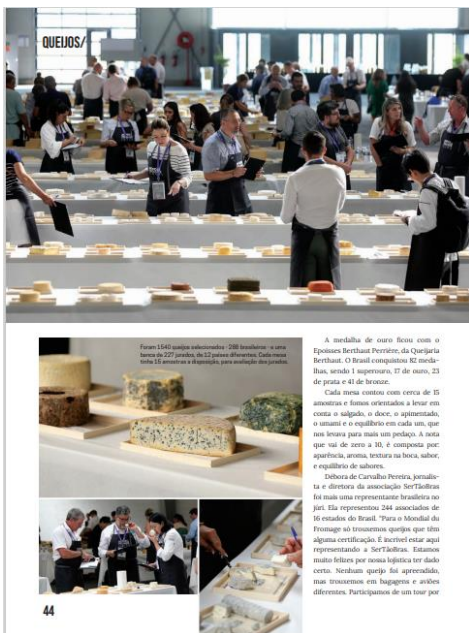 QUEIJOS/
Foram 1640 queijos selecionados - 288 brasileiros - e uma
banca de 227 jurados, de 12 países diferentes. Cada mesa
tinha 15 amostras a disposição, para avaliação dos jurados.
A medalha de ouro ficou com o
Epoisses Berthaut Perrière, da Queijaria
Berthaut. O Brasil conquistou 82 meda-
lhas, sendo 1 superouro, 17 de ouro, 23
de prata e 41 de bronze.
Cada mesa contou com cerca de 15
amostras e fomos orientados a levar em
conta o salgado, o doce, o apimentado,
o umami e o equilíbrio em cada um, que
nos levava para mais um pedaço. A nota
que vai de zero a 10, é composta por:
aparência, aroma, textura na boca, sabor,
e equilíbrio de sabores.
Débora de Carvalho Pereira, jornalis-
ta e diretora da associação SerTãoBras
foi mais uma representante brasileira no
júri. Ela representou 244 associados de
16 estados do Brasil. "Para o Mondial du
Fromage só trouxemos queijos que têm
alguma certificação. É incrível estar aqui
representando a SerTãoBras. Estamos
muito felizes por nossa logística ter dado
certo. Nenhum queijo foi apreendido,
mas trouxemos em bagagens e aviões
diferentes. Participamos de um tour por
44